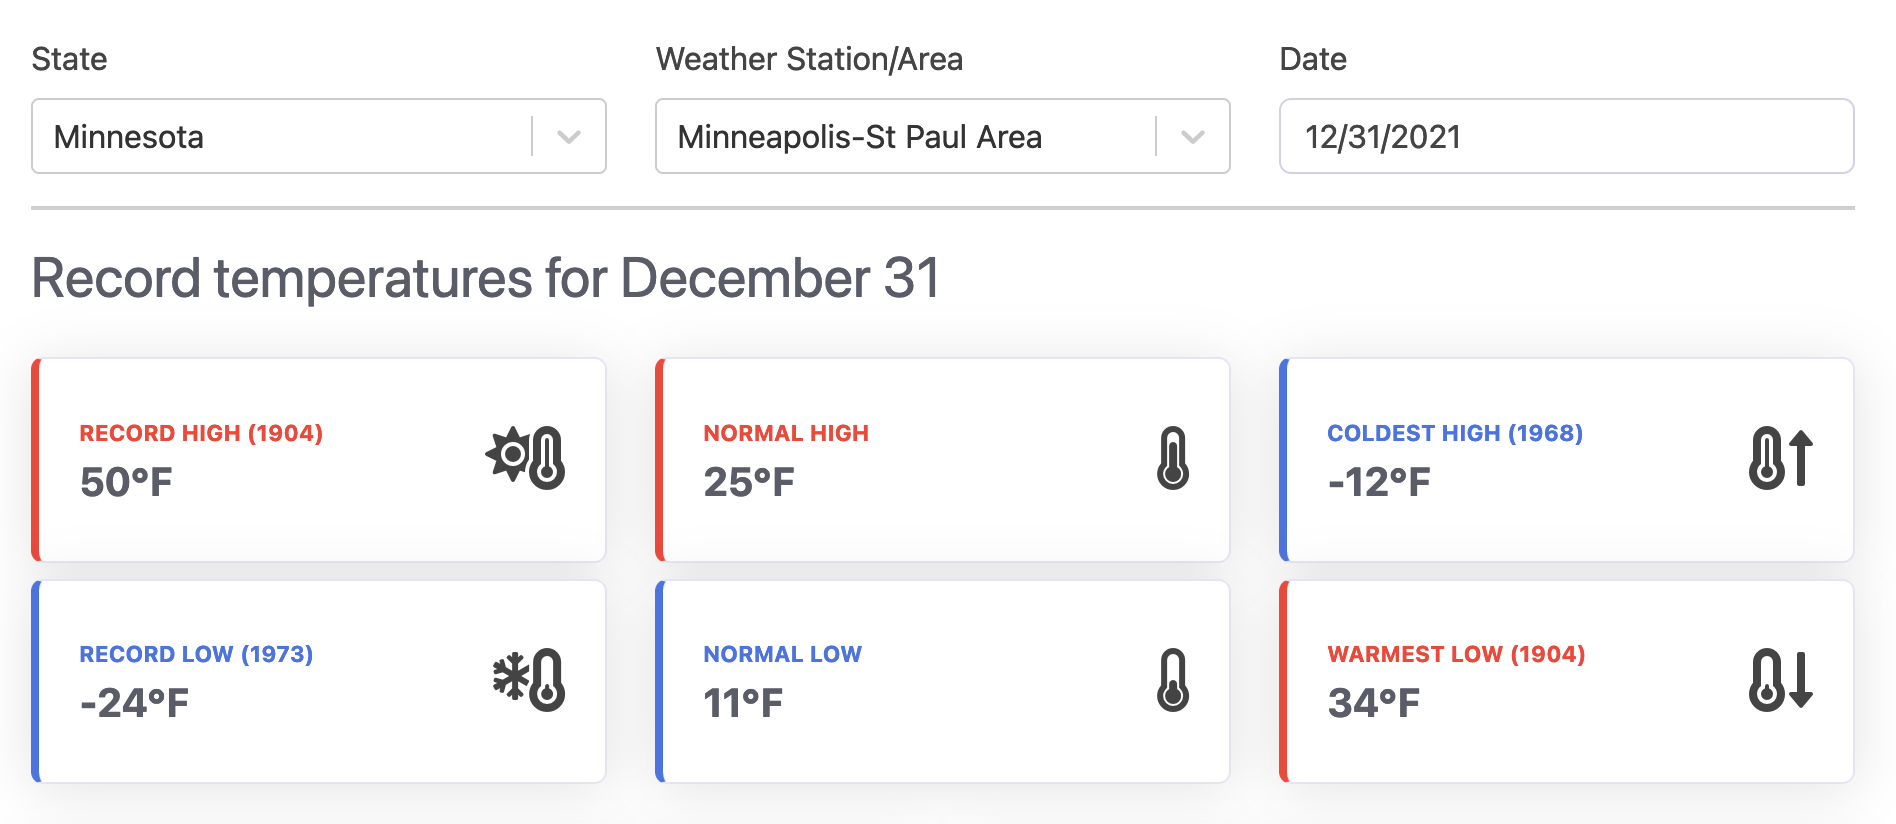 State
Weather Station/Area
Date
Minnesota
Minneapolis-St Paul Area
12/31/2021
Record temperatures for December 31
RECORD HIGH (1904)
50°F
NORMAL HIGH
25°F
COLDEST HIGH (1968)
-12°F
RECORD LOW (1973)
-24°F
NORMAL LOW
11°F
WARMEST LOW (1904)
34°F